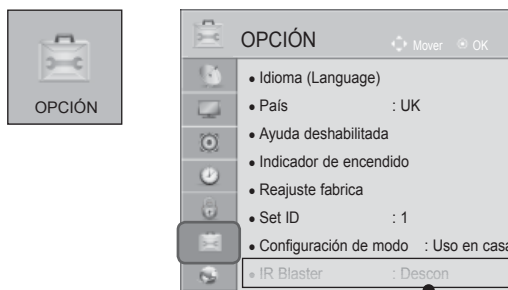 OPCIÓN
OPCIÓN Mover OK
• Idioma (Language)
• País : UK
• Ayuda deshabilitada
• Indicador de encendido
• Reajuste fabrica
• Set ID : 1
• Configuración de modo : Uso en casa
• IR Blaster : Descon